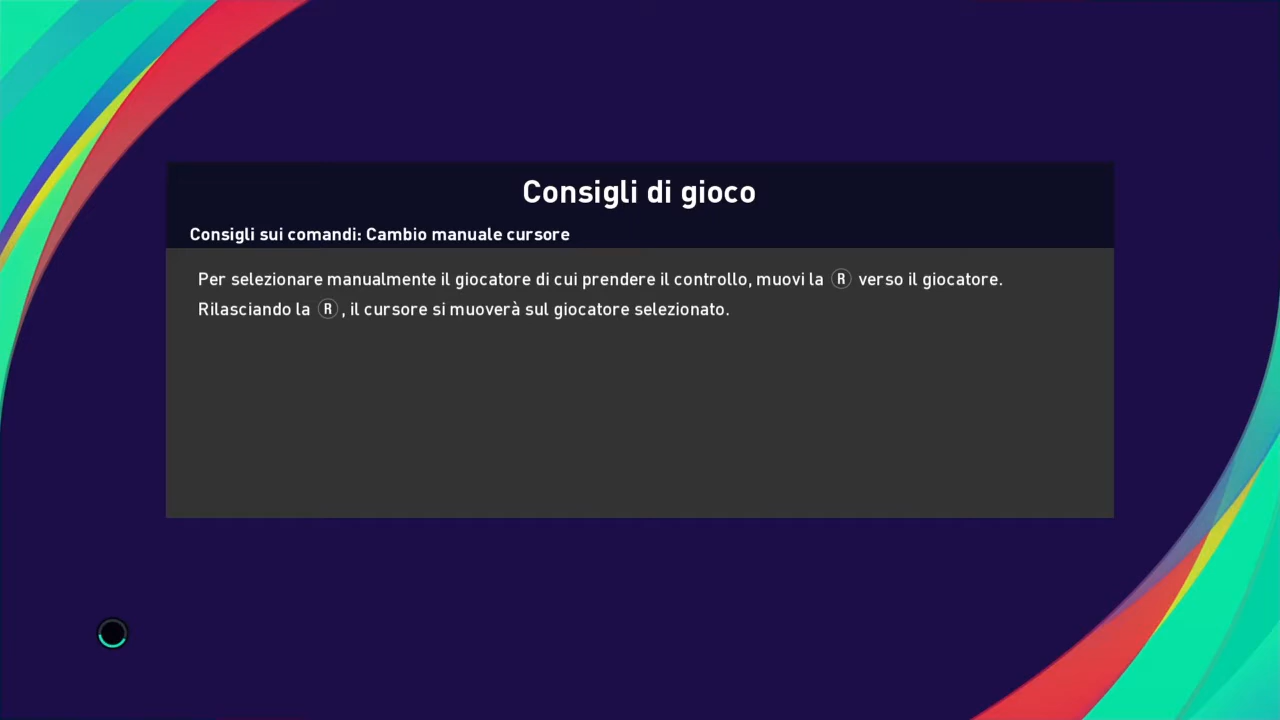 Consigli di gioco
Consigli sui comandi: Cambio manuale cursore
Per selezionare manualmente il giocatore di cui prendere il controllo, muovi la R verso il giocatore.
Rilasciando la R, il cursore si muoverà sul giocatore selezionato.